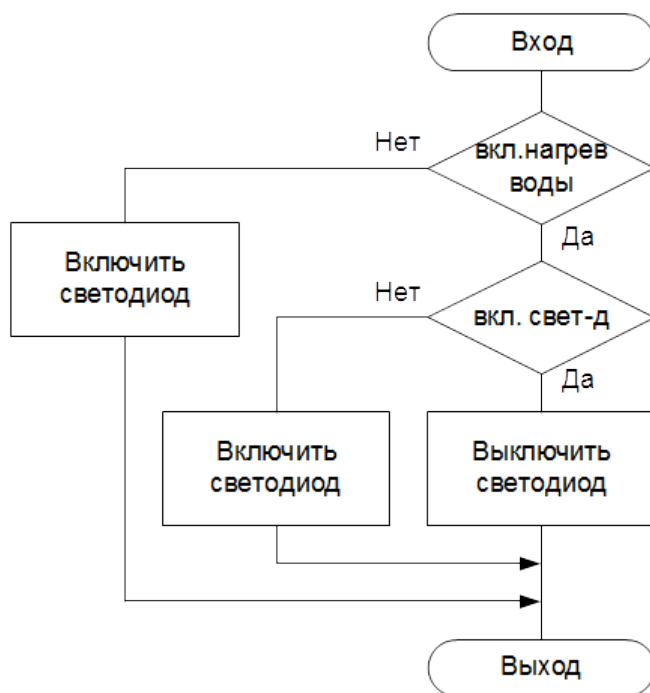 Вход
Нет
вкл.нагрев
воды
Да
Включить
светодиод
Нет
вкл. свет-д
Да
Включить
светодиод
Выключить
светодиод
Выход